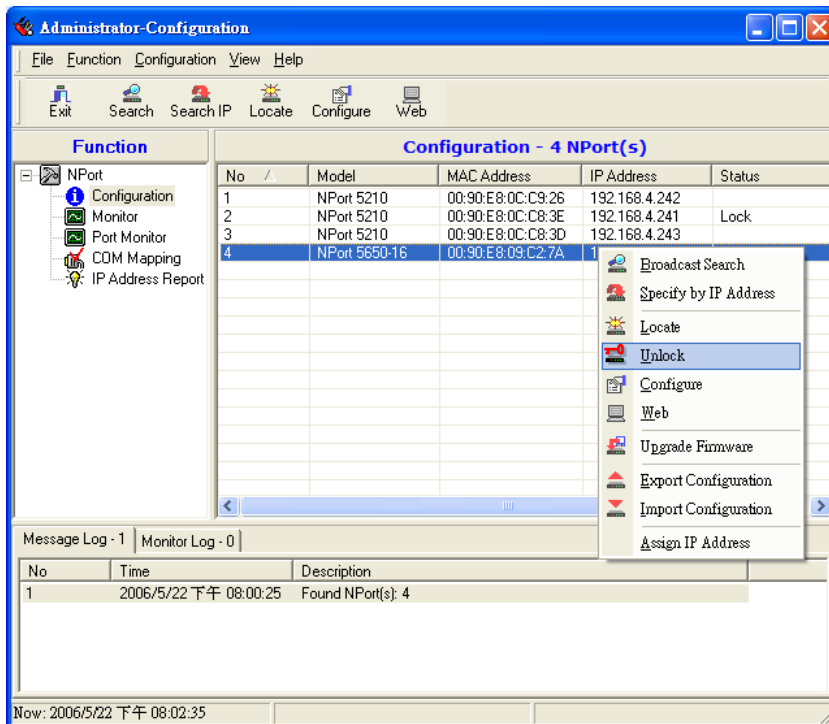 Administrator-Configuration
File Function Configuration View Help
Exit Search Search IP Locate Configure Web
Function
Configuration - 4 NPort(s)
NPort
Configuration
Monitor
Port Monitor
COM Mapping
IP Address Report
No Model MAC Address IP Address Status
1 NPort 5210 00:90:E8:0C:C9:26 192.168.4.242
2 NPort 5210 00:90:E8:0C:C8:3E 192.168.4.241 Lock
3 NPort 5210 00:90:E8:0C:C8:3D 192.168.4.243
4 NPort 5650-16 00:90:E8:09:C2:7A 1
Broadcast Search
Specify by IP Address
Locate
Unlock
Configure
Web
Upgrade Firmware
Export Configuration
Import Configuration
Assign IP Address
Message Log - 1 Monitor Log - 0
No Time Description
1 2006/5/22 下午 08:00:25 Found NPort(s): 4
Now: 2006/5/22 下午 08:02:35